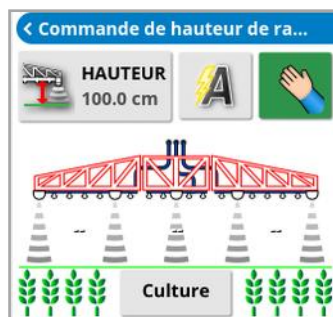 Commande de hauteur de ra...
HAUTEUR
100.0 cm
A
-- -- --
Culture